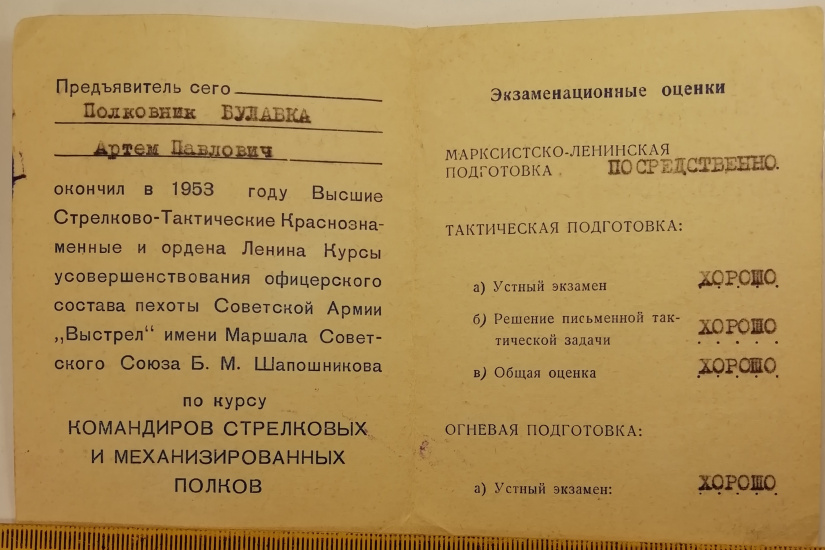 Предъявитель сего
Полковник БУЛАВКА
Артем Павлович
окончил в 1953 году Высшие
Стрелково-Тактические Краснозна-
менные и ордена Ленина Курсы
усовершенствования офицерского
состава пехоты Советской Армии
„Выстрел“ имени Маршала Совет-
ского Союза Б. М. Шапошникова
по курсу
КОМАНДИРОВ СТРЕЛКОВЫХ
И МЕХАНИЗИРОВАННЫХ
ПОЛКОВ
Экзаменационные оценки
МАРКСИСТСКО-ЛЕНИНСКАЯ
ПОДГОТОВКА ПОСРЕДСТВЕННО.
ТАКТИЧЕСКАЯ ПОДГОТОВКА:
а) Устный экзамен ХОРОШО
б) Решение письменной так-
тической задачи ХОРОШО
в) Общая оценка ХОРОШО
ОГНЕВАЯ ПОДГОТОВКА:
а) Устный экзамен: ХОРОШО